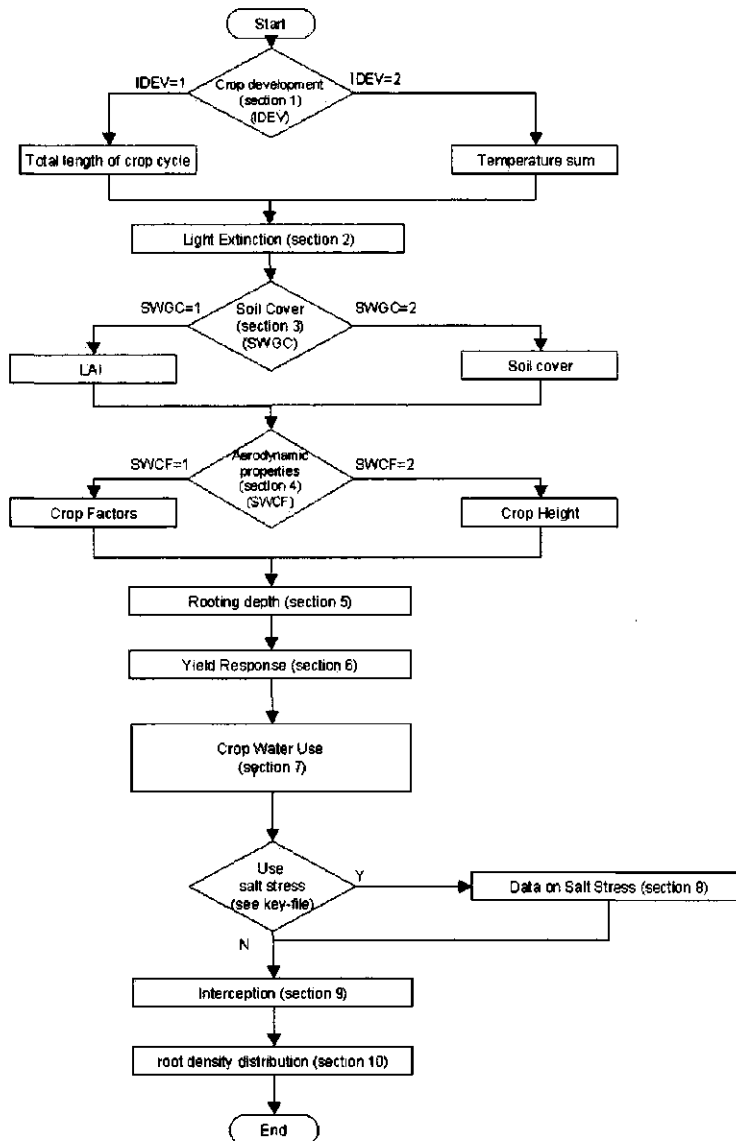 Start
IDEV=1
IDEV=2
Crop development
(section 1)
(IDEV)
Total length of crop cycle
Temperature sum
Light Extinction (section 2)
SWGC=1
SWGC=2
Soil Cover
(section 3)
(SWGC)
LAI
Soil cover
SWCF=1
SWCF=2
Aerodynamic
properties
(section 4)
(SWCF)
Crop Factors
Crop Height
Rooting depth (section 5)
Yield Response (section 6)
Crop Water Use
(section 7)
Use
salt stress
(see key-file)
Y
Data on Salt Stress (section 8)
N
Interception (section 9)
root density distribution (section 10)
End